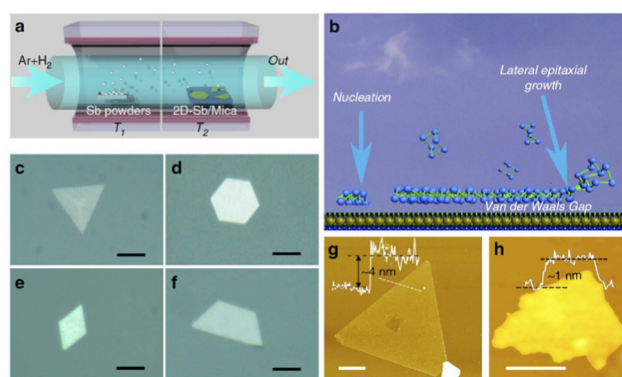 a
Ar+H2
Out
Sb powders
2D-Sb/Mica
T1
T2
b
Nucleation
Lateral epitaxial
growth
Van der Waals Gap
c
d
e
f
g
~4 nm
h
~1 nm